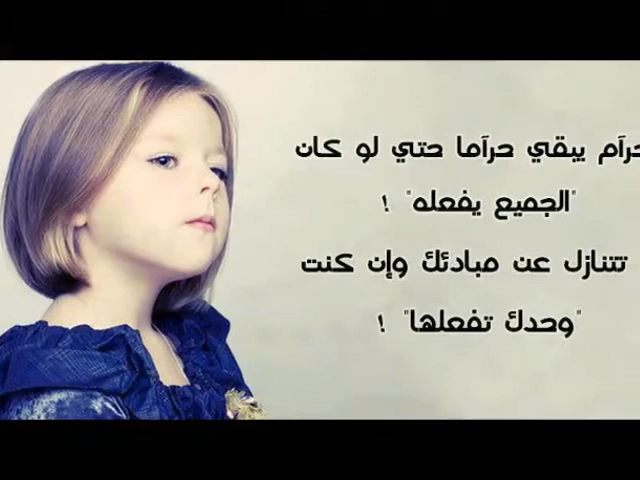 حرآم يبقي حرآما حتي لو كان
"الجميع يفعله" !
تتنازل عن مبادئك وإن كنت
"وحدك تفعلها" !